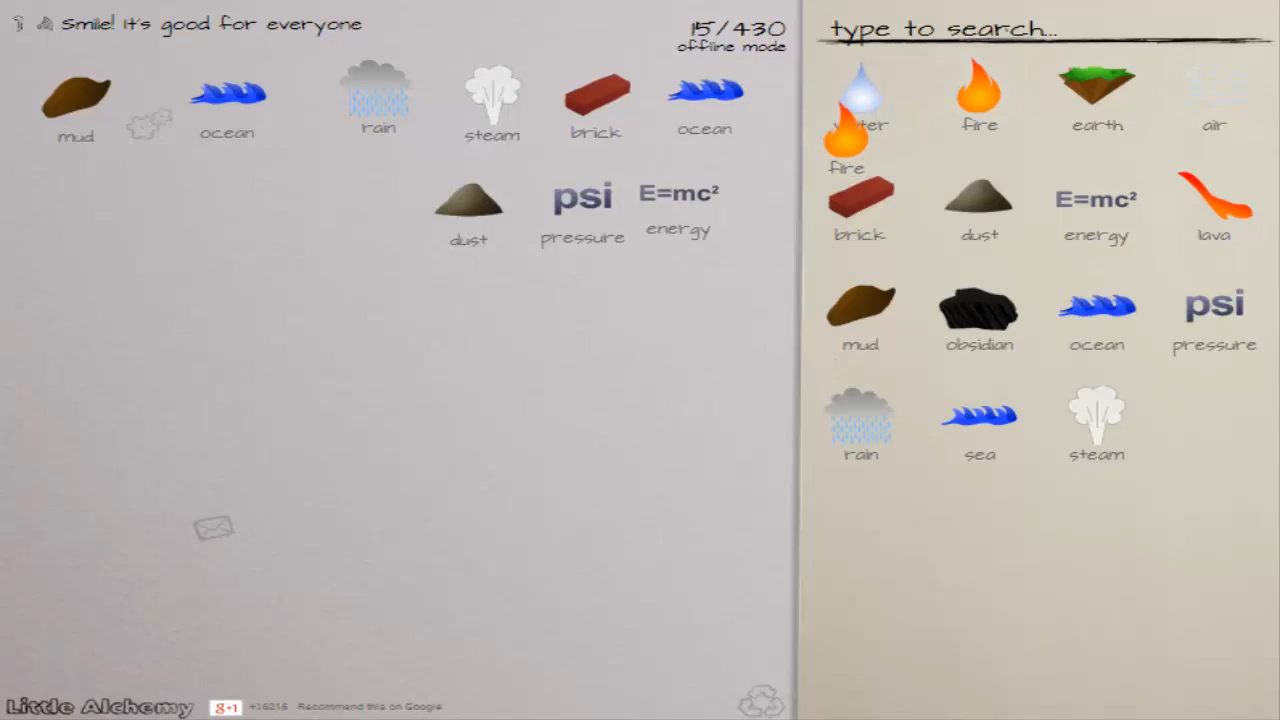 Smile! It's good for everyone
15/430
offline mode
type to search...
mud
ocean
rain
steam
brick
ocean
dust
psi
pressure
E=mc²
energy
water
fire
earth
air
fire
brick
dust
E=mc²
energy
lava
mud
obsidian
ocean
psi
pressure
rain
sea
steam
Little Alchemy
g+1
+16216
Recommend this on Google